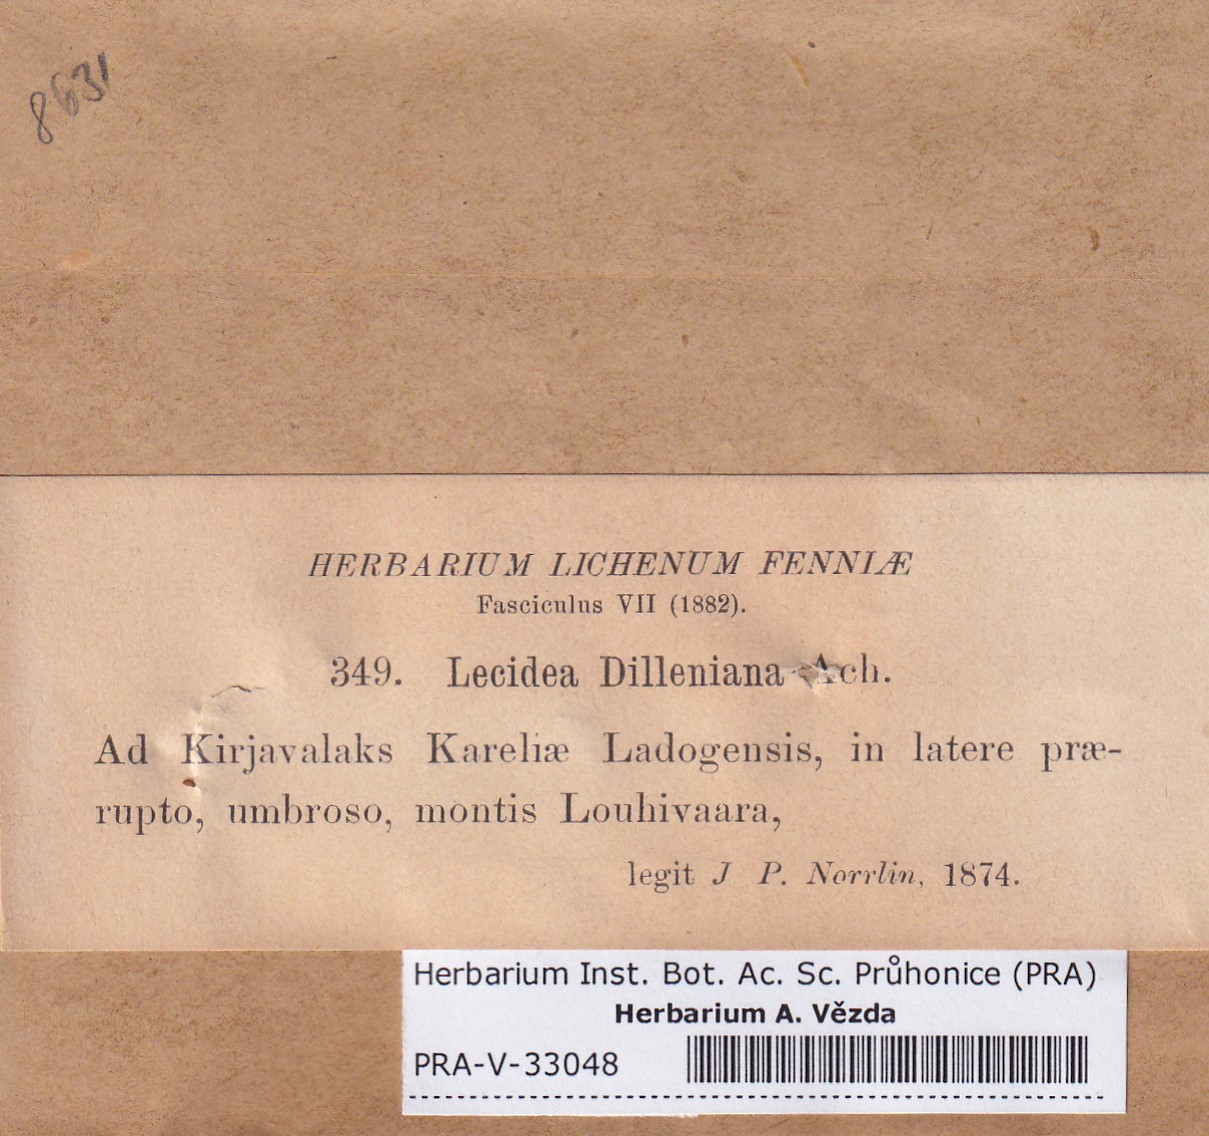 8631
HERBARIUM LICHENUM FENNIÆ
Fasciculus VII (1882).
349. Lecidea Dilleniana Ach.
Ad Kirjavalaks Kareliæ Ladogensis, in latere præ-
rupto, umbroso, montis Louhivaara,
legit J P. Norrlin, 1874.
Herbarium Inst. Bot. Ac. Sc. Průhonice (PRA)
Herbarium A. Vězda
PRA-V-33048